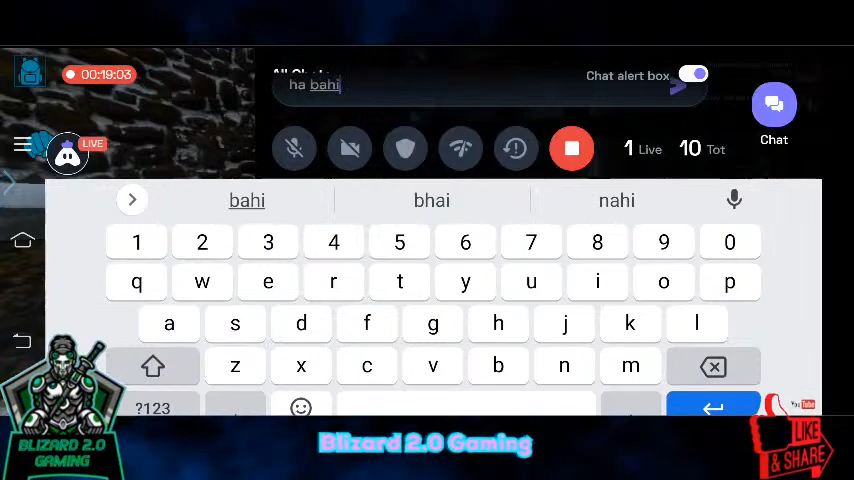 00:19:03
ha bahi
Chat alert box
LIVE
1 Live 10 Tot
Chat
bahi bhai nahi
1 2 3 4 5 6 7 8 9 0
q w e r t y u i o p
a s d f g h j k l
z x c v b n m
?123 , .
BLIZARD 2.0
GAMING
Blizard 2.0 Gaming
YouTube
LIKE
& SHARE